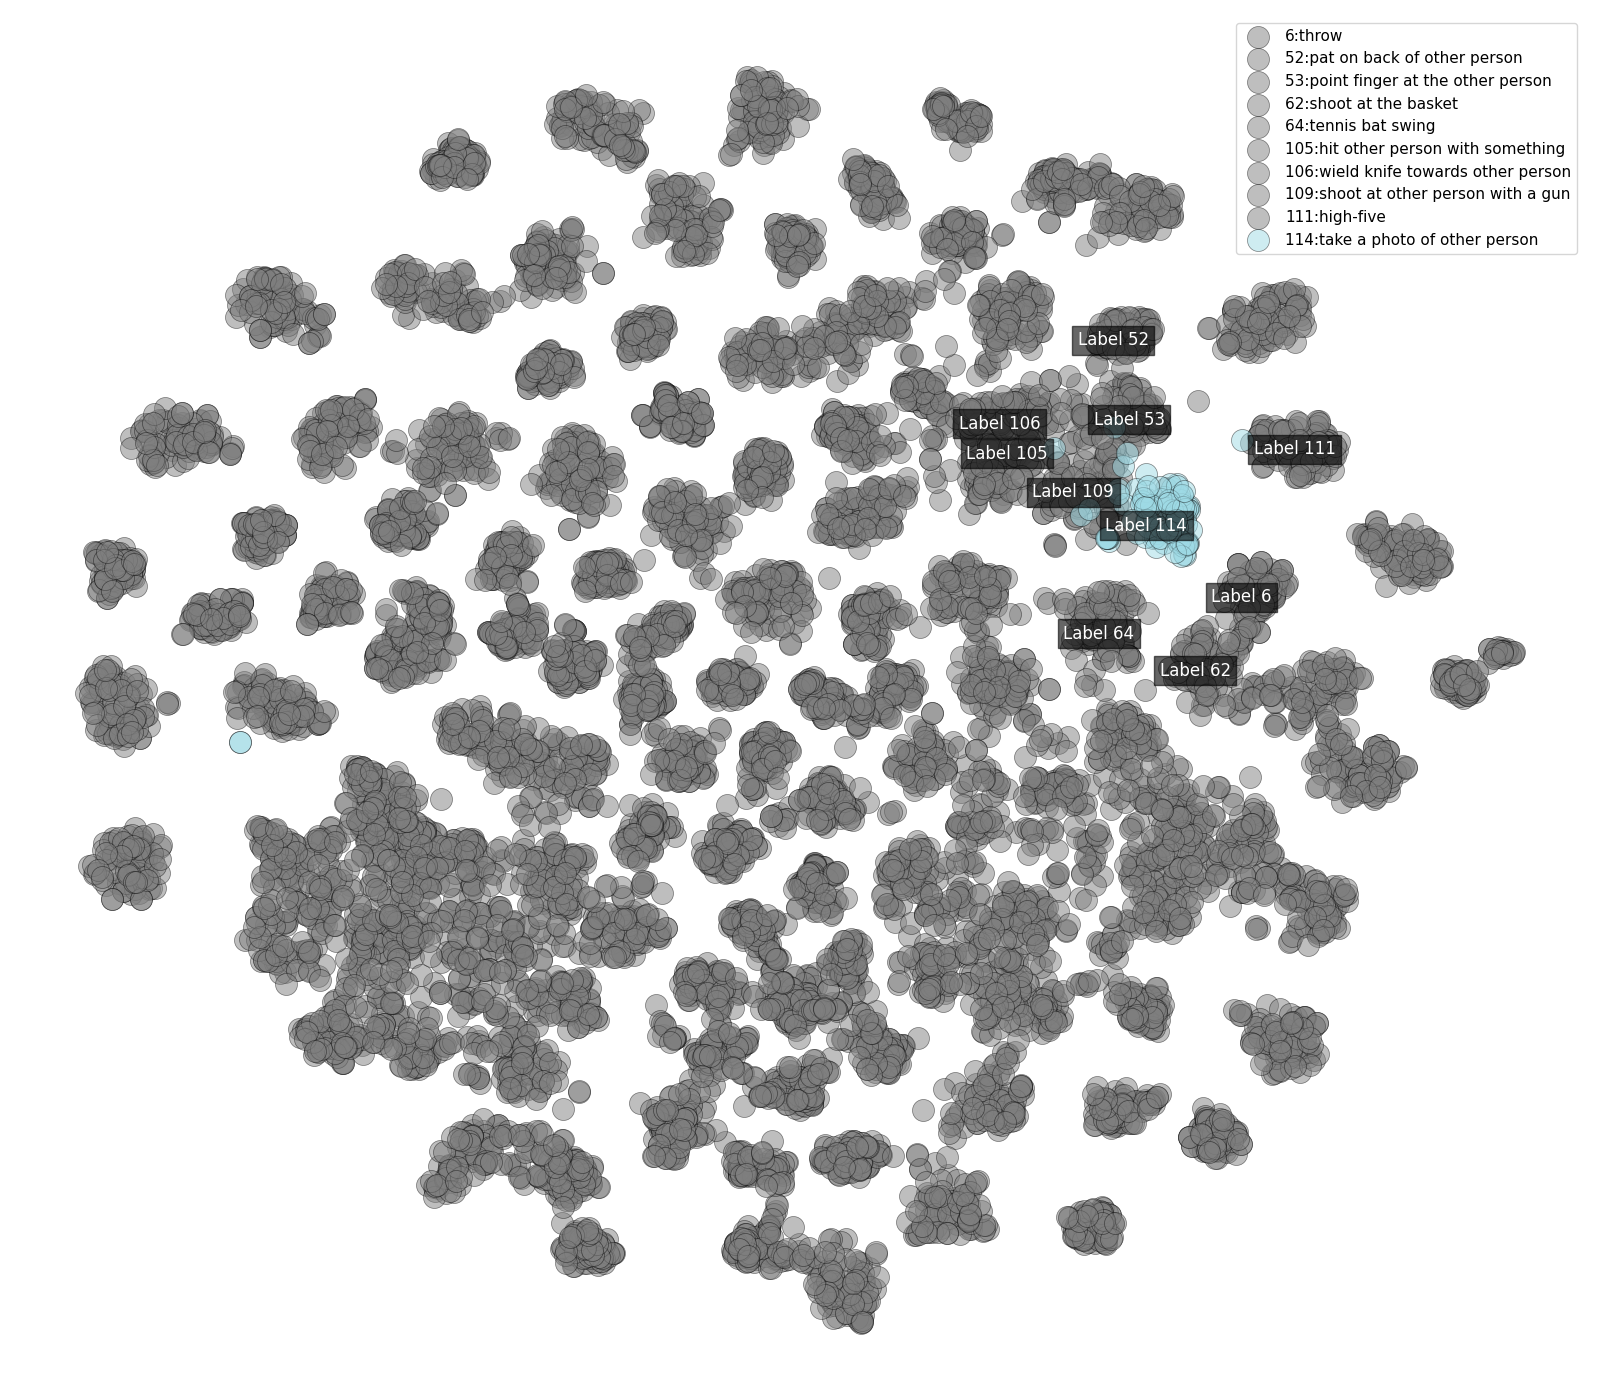 6:throw
52:pat on back of other person
53:point finger at the other person
62:shoot at the basket
64:tennis bat swing
105:hit other person with something
106:wield knife towards other person
109:shoot at other person with a gun
111:high-five
114:take a photo of other person
Label 52
Label 53
Label 106
Label 111
Label 105
Label 109
Label 114
Label 6
Label 64
Label 62